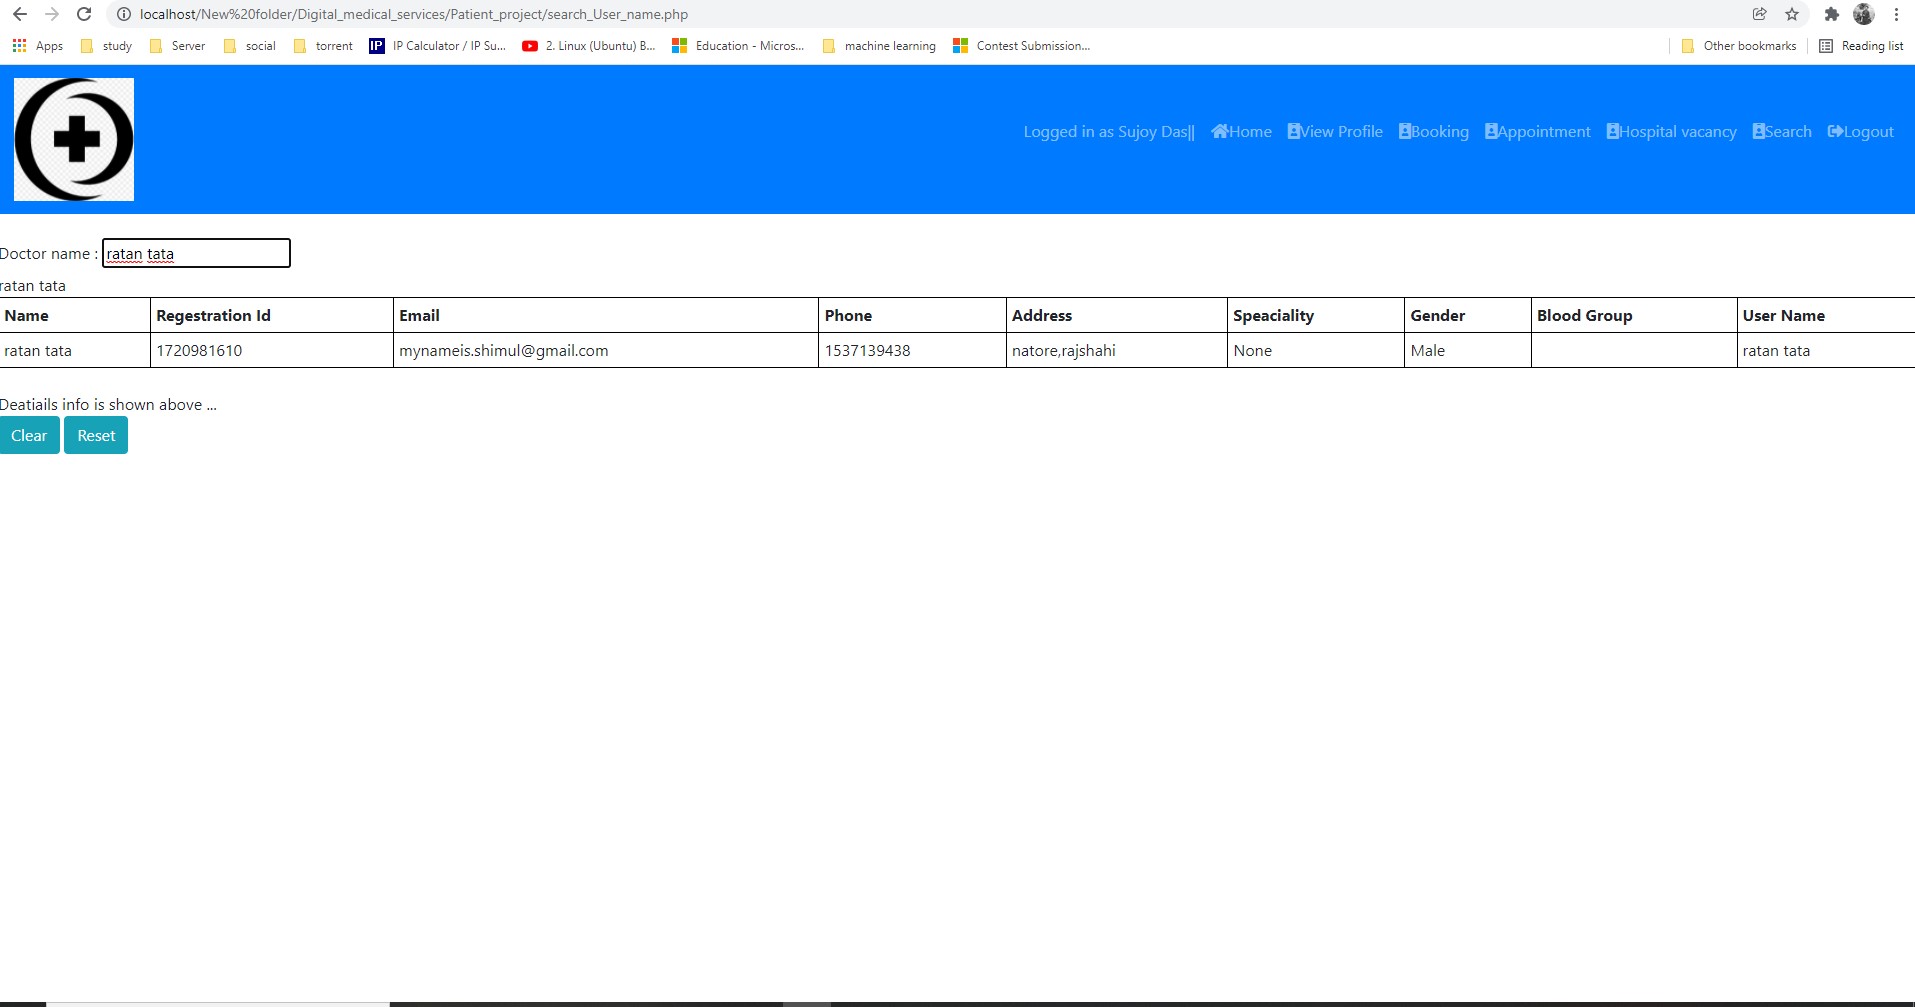 localhost/New%20folder/Digital_medical_services/Patient_project/search_User_name.php
Apps study Server social torrent IP IP Calculator / IP Su... 2. Linux (Ubuntu) B... Education - Micros... machine learning Contest Submission... Other bookmarks Reading list
Logged in as Sujoy Das|| Home View Profile Booking Appointment Hospital vacancy Search Logout
Doctor name : ratan tata
ratan tata
Name Regestration Id Email Phone Address Speaciality Gender Blood Group User Name
ratan tata 1720981610 mynameis.shimul@gmail.com 1537139438 natore,rajshahi None Male ratan tata
Deatiails info is shown above ...
Clear Reset